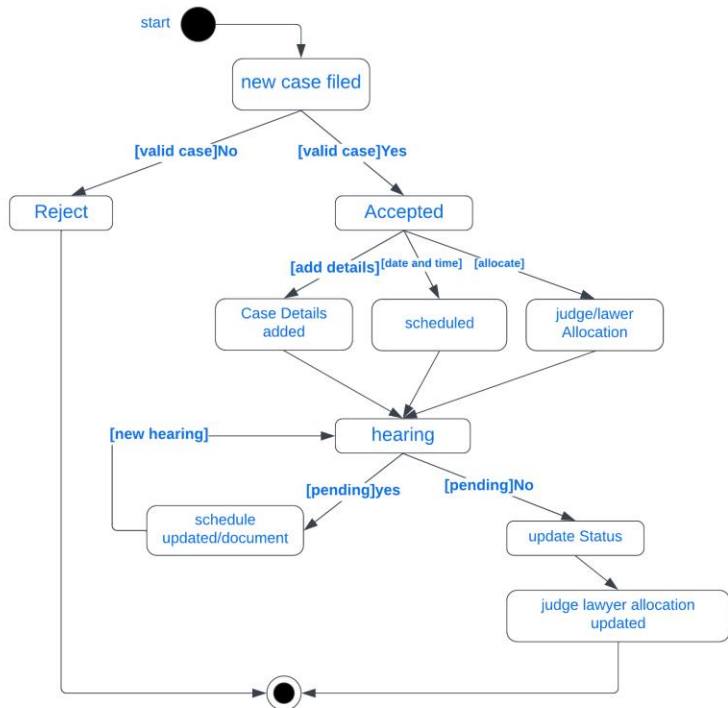 start
new case filed
[valid case]No
[valid case]Yes
Reject
Accepted
[add details]
[date and time]
[allocate]
Case Details
added
scheduled
judge/lawer
Allocation
[new hearing]
hearing
[pending]yes
[pending]No
schedule
updated/document
update Status
judge lawyer allocation
updated